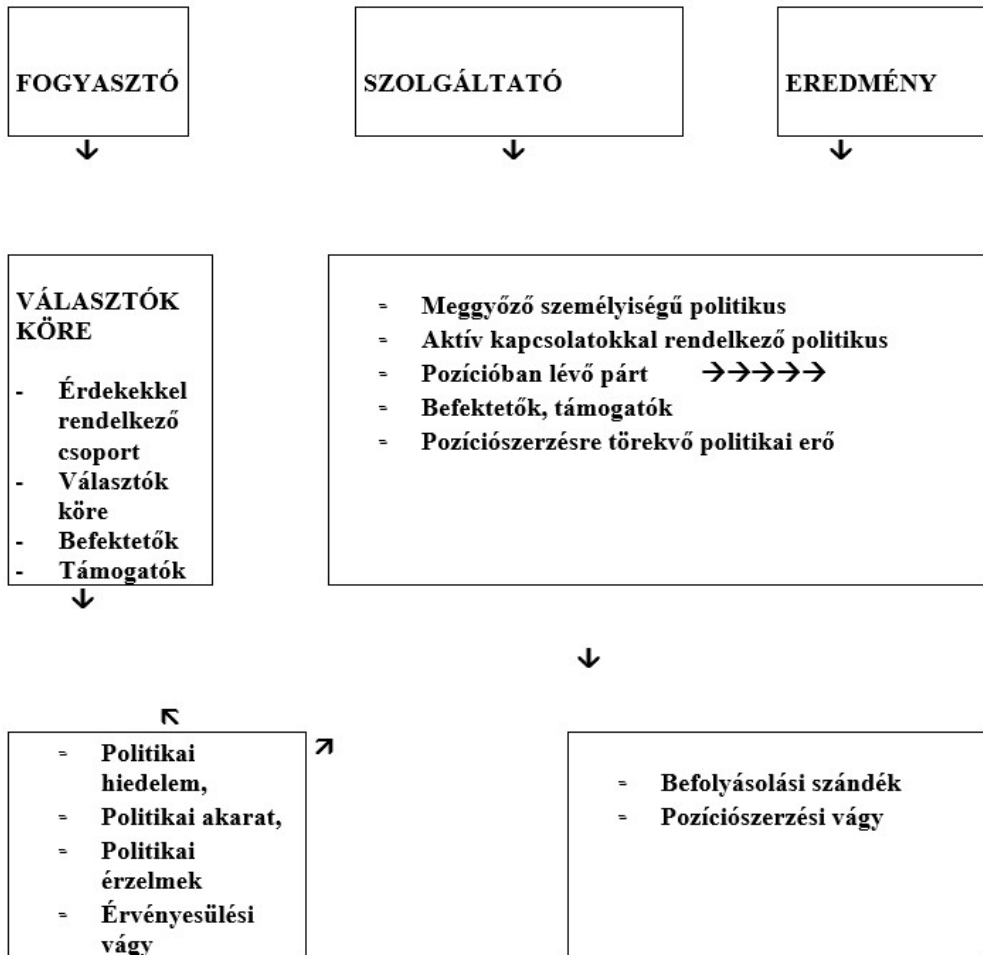 FOGYASZTÓ
SZOLGÁLTATÓ
EREDMÉNY
VÁLASZTÓK
KÖRE
- Érdekekkel
rendelkező
csoport
- Választók
köre
- Befektetők
- Támogatók
- Meggyőző személyiségű politikus
- Aktív kapcsolatokkal rendelkező politikus
- Pozícióban lévő párt →→→→→
- Befektetők, támogatók
- Pozíciószerzésre törekvő politikai erő
- Politikai
hiedelem,
- Politikai akarat,
- Politikai
érzelmek
- Érvényesülési
vágy
- Befolyásolási szándék
- Pozíciószerzési vágy